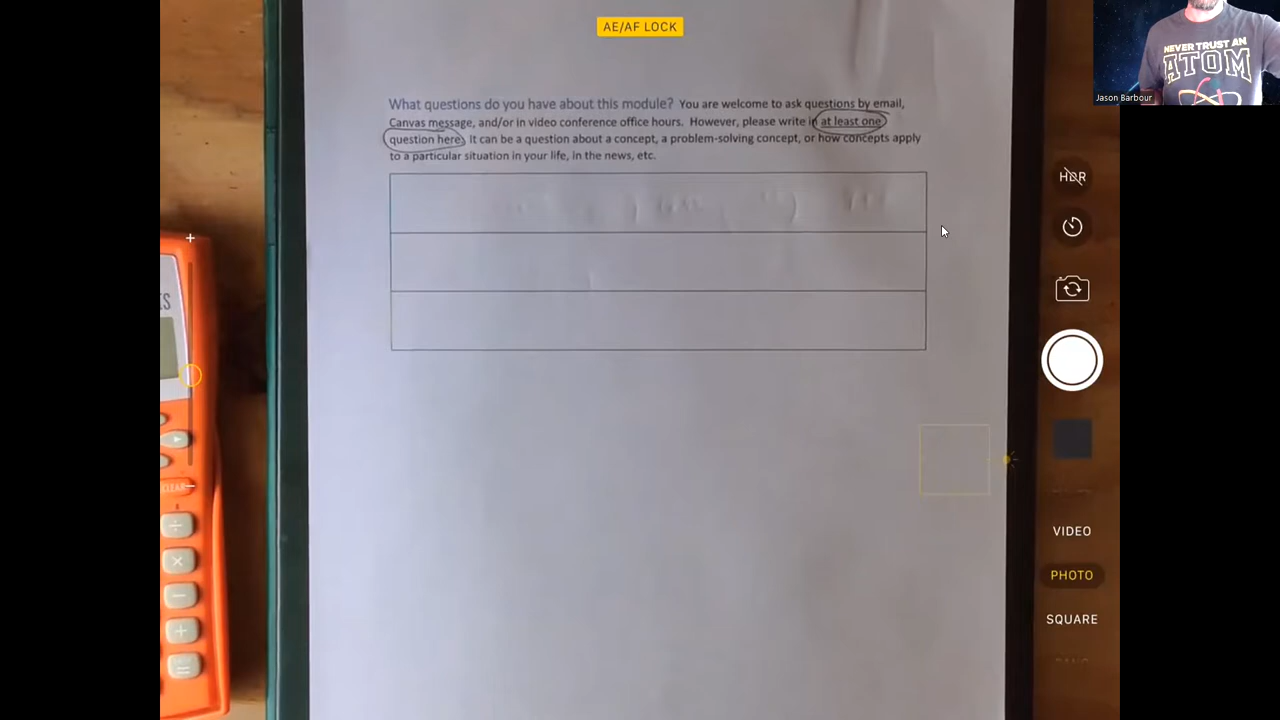 AE/AF LOCK
NEVER TRUST AN
ATOM
Jason Barbour
What questions do you have about this module? You are welcome to ask questions by email,
Canvas message, and/or in video conference office hours. However, please write in at least one
question here. It can be a question about a concept, a problem-solving concept, or how concepts apply
to a particular situation in your life, in the news, etc.
HDR
CLEAR
VIDEO
PHOTO
SQUARE